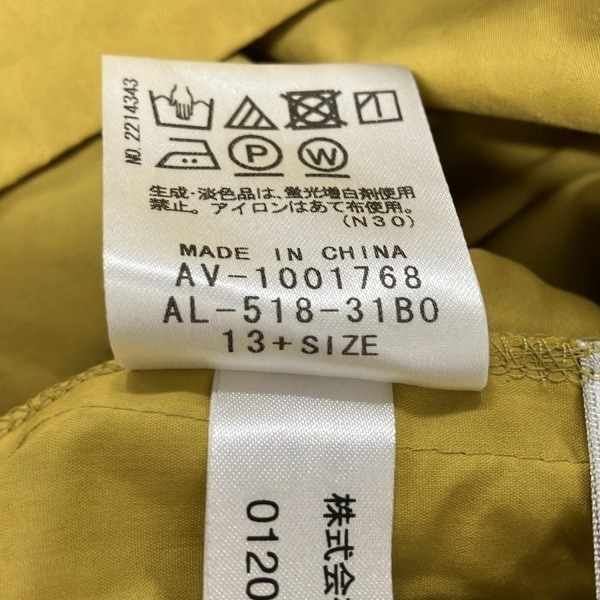 NO.2214343
P W
生成・淡色品は、蛍光増白剤使用
禁止。アイロンはあて布使用。
(N30)
MADE IN CHINA
AV-1001768
AL-518-31B0
13+SIZE
株式会
0120